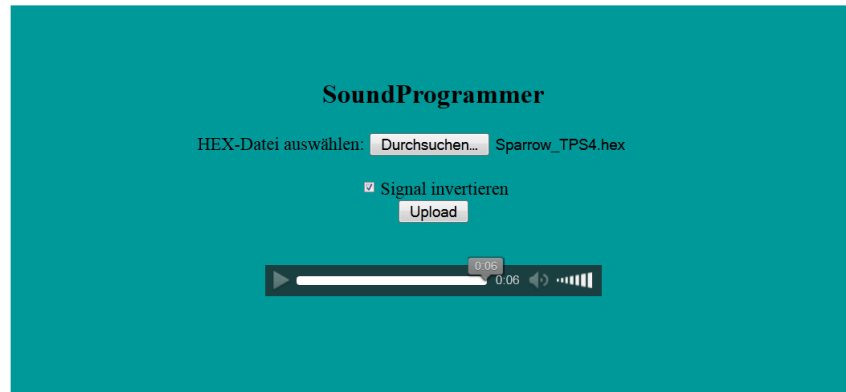 SoundProgrammer
HEX-Datei auswählen: Durchsuchen... Sparrow_TPS4.hex
Signal invertieren
Upload
0:06
0:06